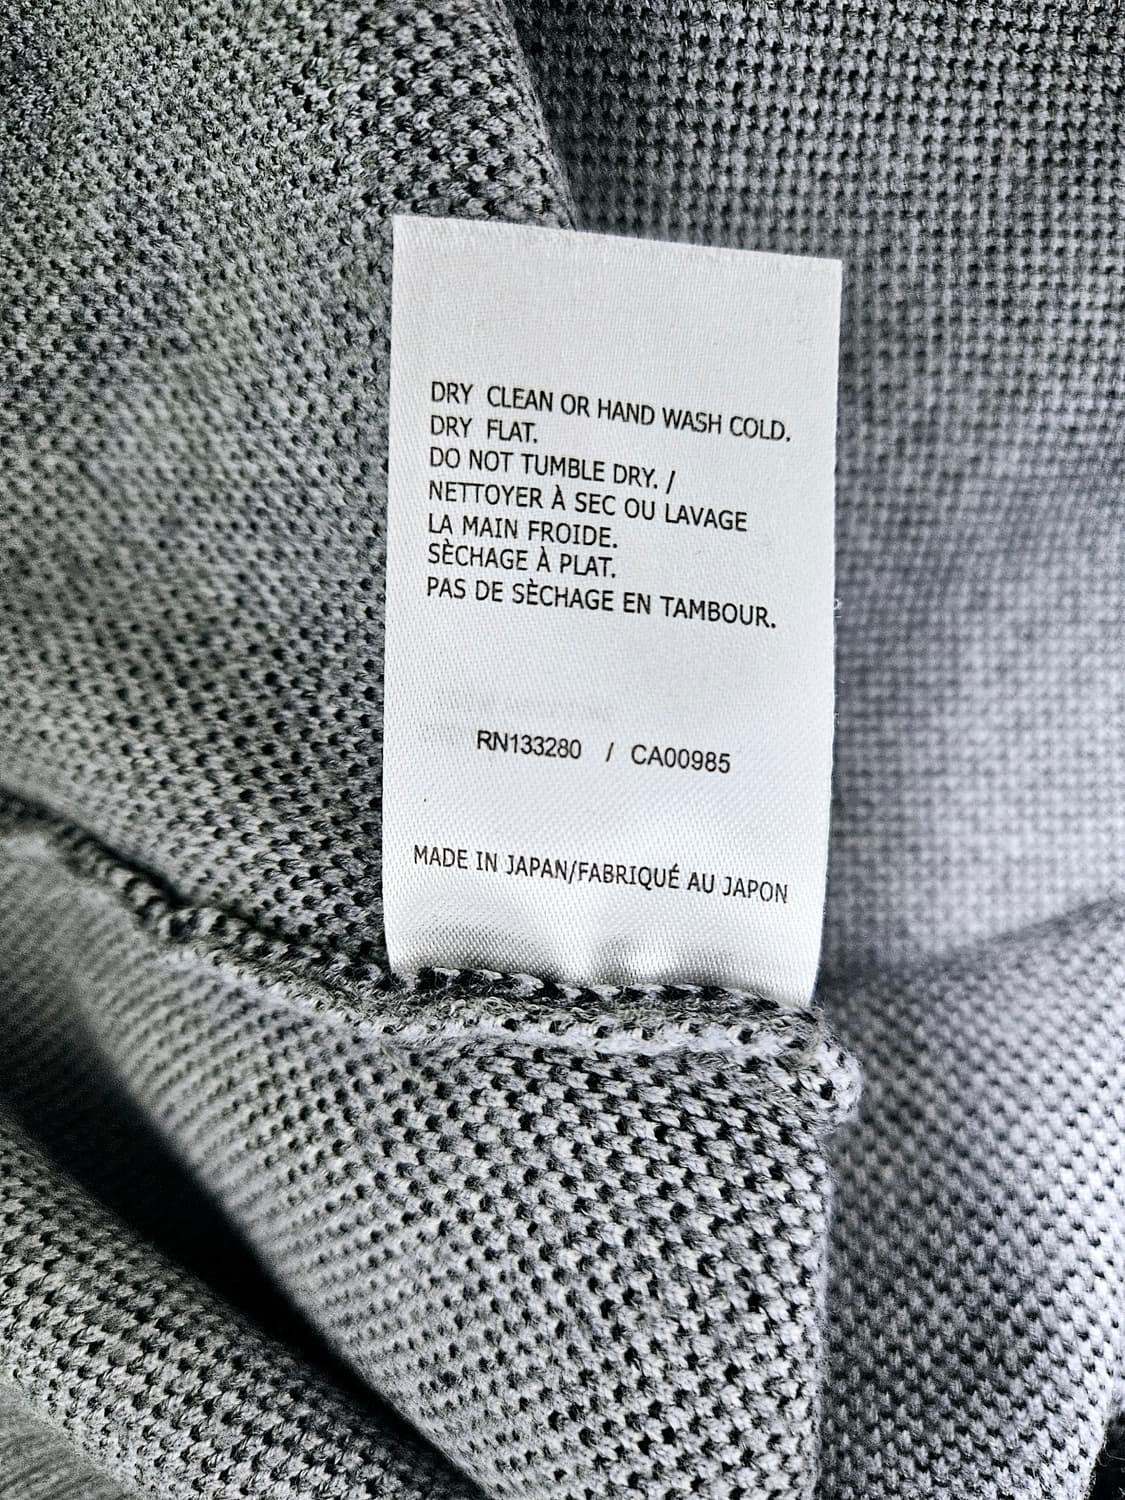 DRY CLEAN OR HAND WASH COLD.
DRY FLAT.
DO NOT TUMBLE DRY. /
NETTOYER À SEC OU LAVAGE
LA MAIN FROIDE.
SÈCHAGE À PLAT.
PAS DE SÈCHAGE EN TAMBOUR.
RN133280 / CA00985
MADE IN JAPAN/FABRIQUÉ AU JAPON